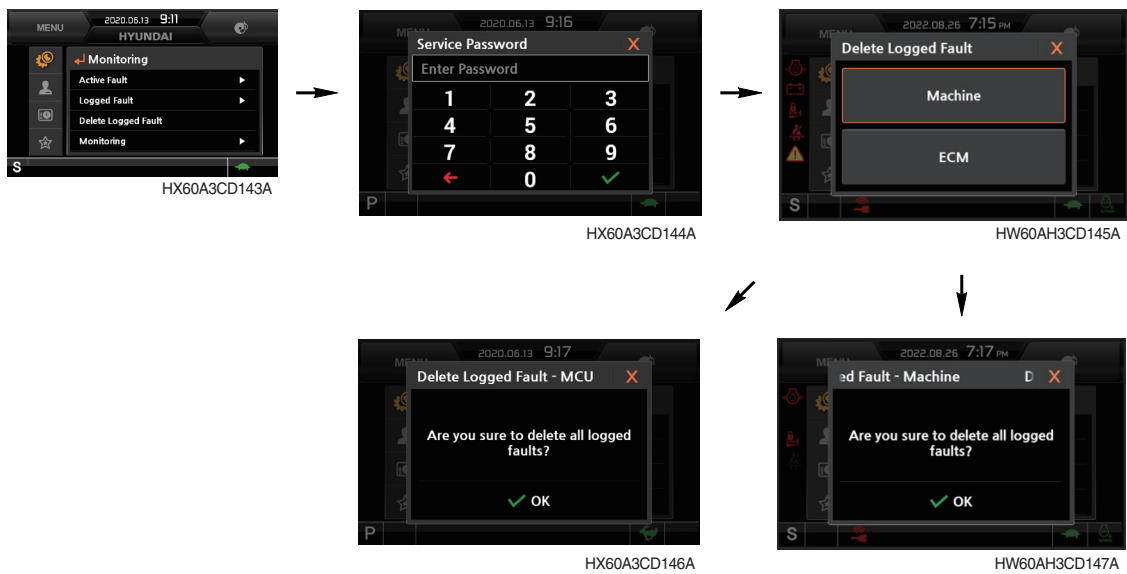 MENU
2020.06.13 9:11
HYUNDAI
Monitoring
Active Fault
Logged Fault
Delete Logged Fault
Monitoring
S
HX60A3CD143A
2020.06.13 9:16
Service Password X
Enter Password
1 2 3
4 5 6
7 8 9
0
P
HX60A3CD144A
2022.08.26 7:15 PM
Delete Logged Fault X
Machine
ECM
S
HW60AH3CD145A
2020.06.13 9:17
Delete Logged Fault - MCU X
Are you sure to delete all logged
faults?
OK
P
HX60A3CD146A
2022.08.26 7:17 PM
ed Fault - Machine D X
Are you sure to delete all logged
faults?
OK
S
HW60AH3CD147A